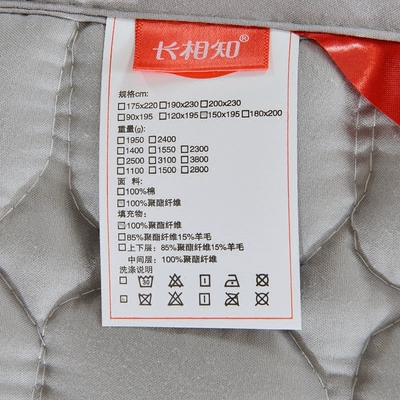 长相知®
规格cm:
□175x220 □190x230 □200x230
□90x195 □120x195 □150x195 □180x200
重量(g):
□1950 □2400
□1400 □1550 □2300
□2500 □3100 □3800
□1100 □1500 □2800
面 料:
□100%棉
□100%聚酯纤维
填充物:
□100%聚酯纤维
□85%聚酯纤维15%羊毛
□上下层: 85%聚酯纤维15%羊毛
中间层: 100%聚酯纤维
洗涤说明